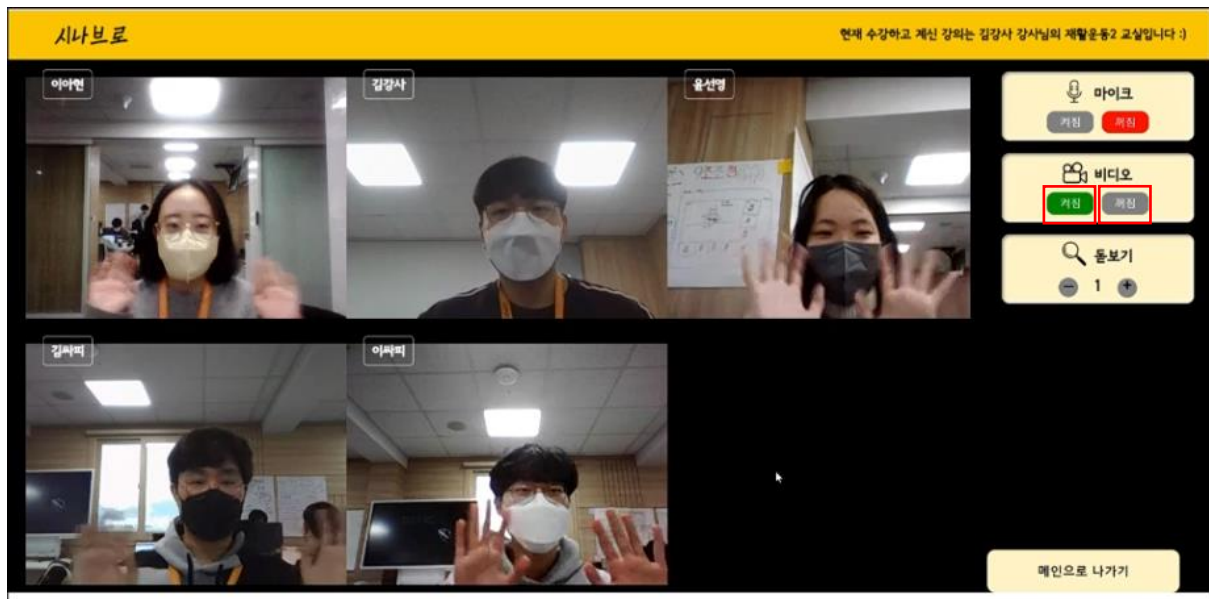 시나브로
현재 수강하고 계신 강의는 김강사 강사님의 재활운동2 교실입니다 :)
이아현
김강사
윤선영
마이크
켜짐 꺼짐
비디오
켜짐 꺼짐
돋보기
- 1 +
김싸피
이싸피
메인으로 나가기